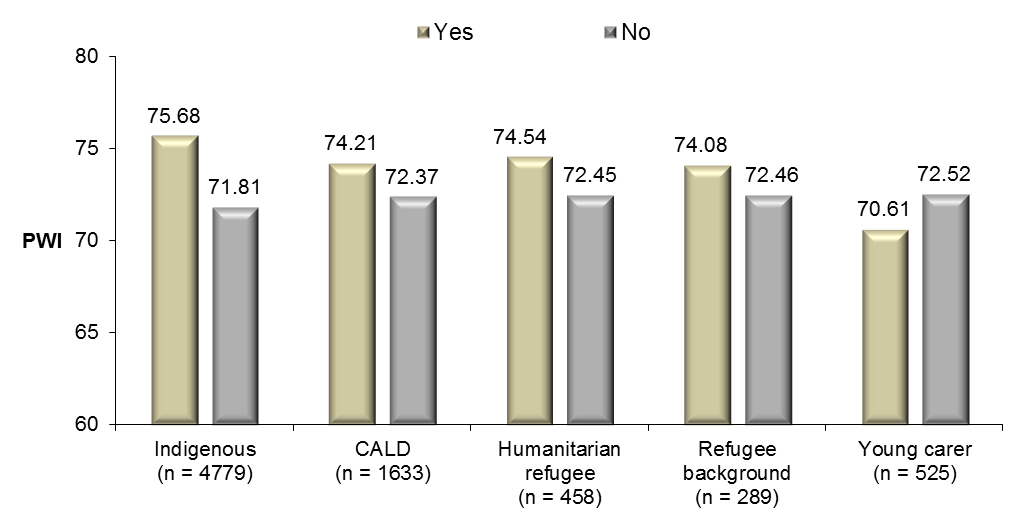 Yes No
80
75
70
65
60
PWI
75.68 71.81 74.21 72.37 74.54 72.45 74.08 72.46 70.61 72.52
Indigenous
(n = 4779)
CALD
(n = 1633)
Humanitarian
refugee
(n = 458)
Refugee
background
(n = 289)
Young carer
(n = 525)